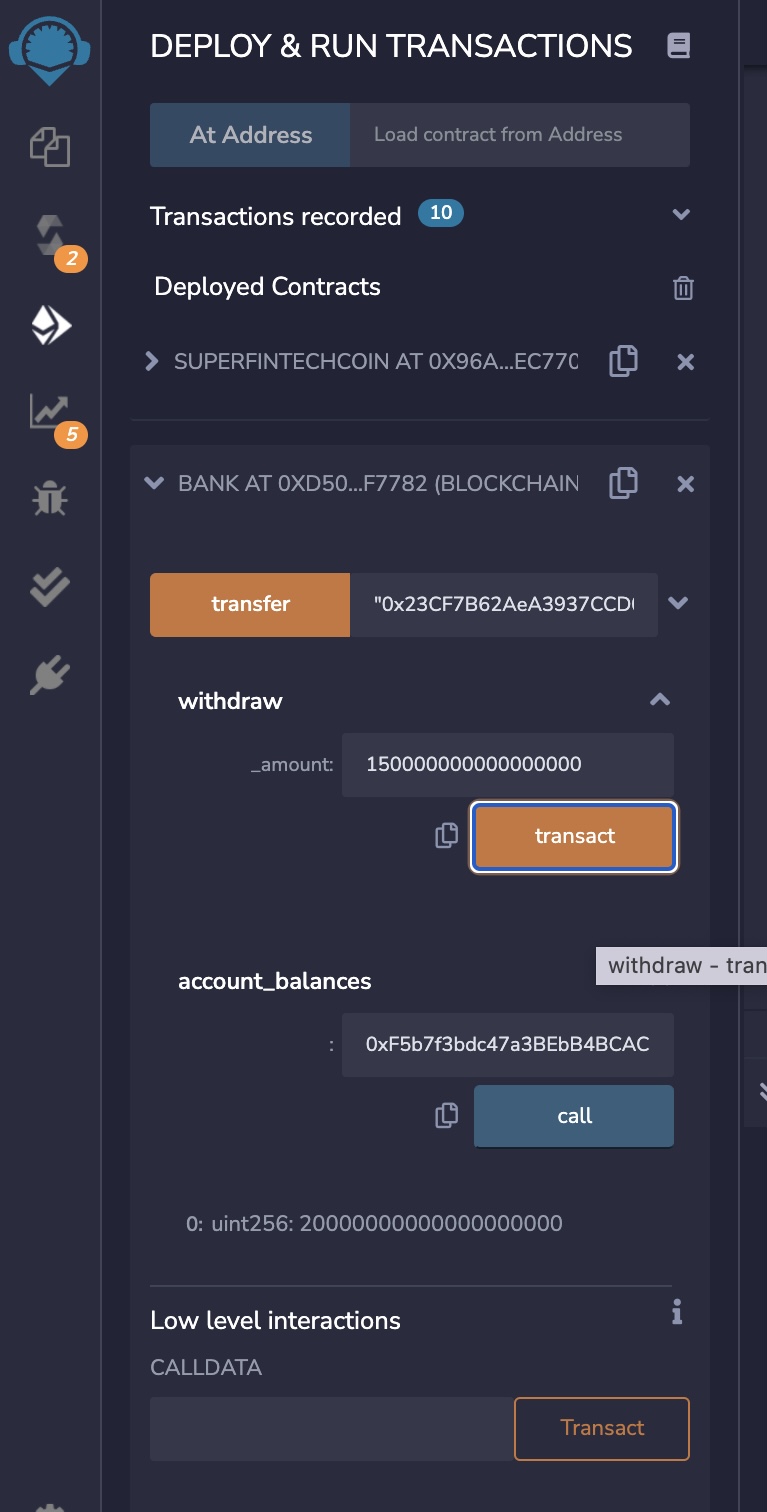 DEPLOY & RUN TRANSACTIONS
At Address
Load contract from Address
Transactions recorded 10
2
Deployed Contracts
SUPERFINTECHCOIN AT 0X96A...EC770
5
BANK AT 0XD50...F7782 (BLOCKCHAIN
transfer
"0x23CF7B62AeA3937CCD(
withdraw
_amount: 150000000000000000
transact
withdraw - tran
account_balances
: 0xF5b7f3bdc47a3BEbB4BCAC
call
0: uint256: 20000000000000000000
Low level interactions
i
CALLDATA
Transact